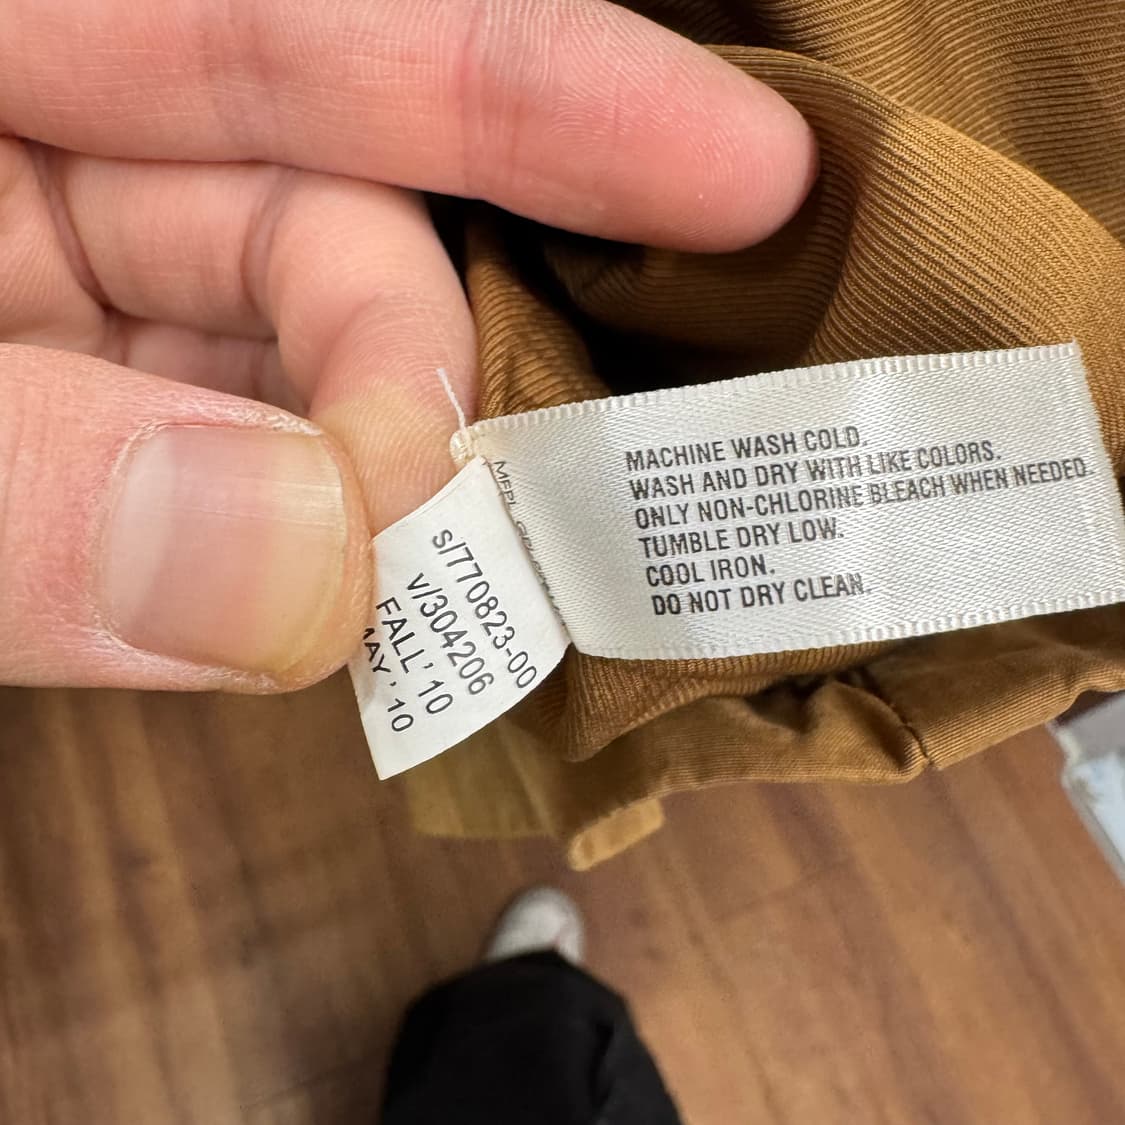 MACHINE WASH COLD.
WASH AND DRY WITH LIKE COLORS.
ONLY NON-CHLORINE BLEACH WHEN NEEDED.
TUMBLE DRY LOW.
COOL IRON.
DO NOT DRY CLEAN.
s/770823-00
v/304206
FALL' 10
MAY ' 10